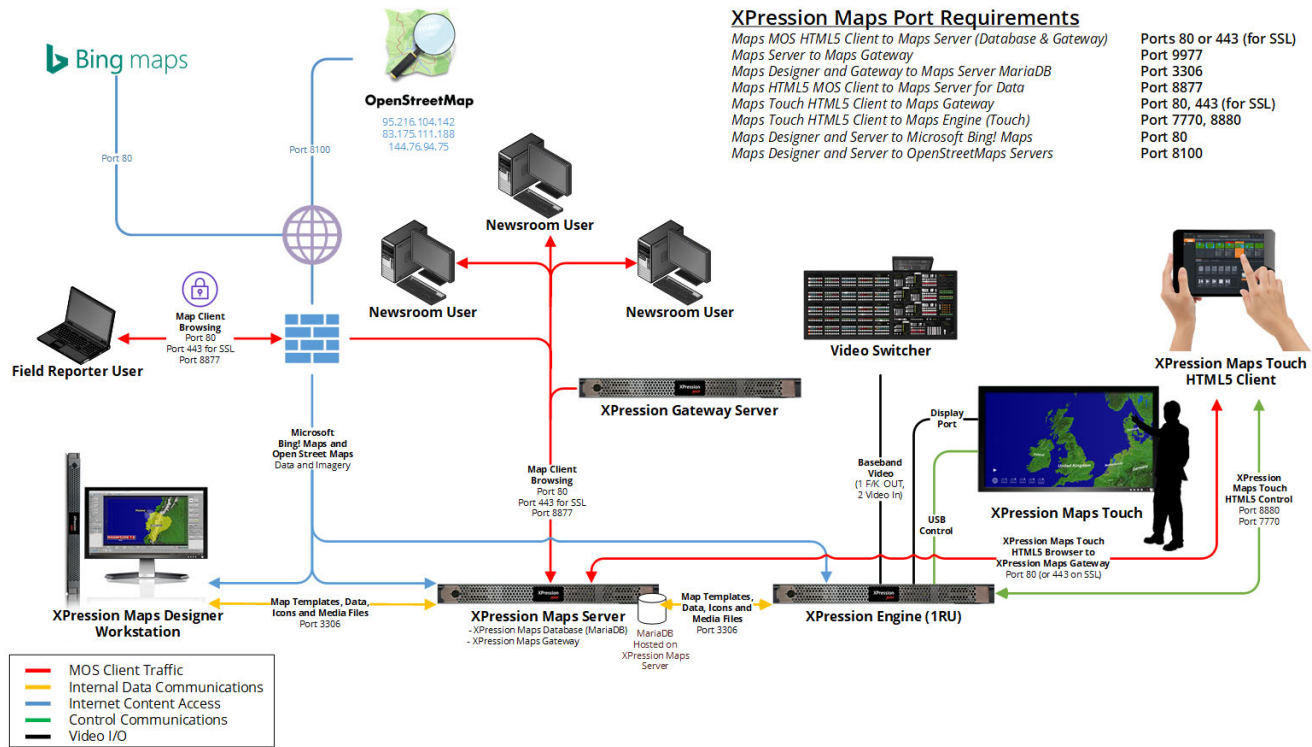 XPression Maps Port Requirements
Maps MOS HTML5 Client to Maps Server (Database & Gateway) Ports 80 or 443 (for SSL)
Maps Server to Maps Gateway Port 9977
Maps Designer and Gateway to Maps Server MariaDB Port 3306
Maps HTML5 MOS Client to Maps Server for Data Port 8877
Maps Touch HTML5 Client to Maps Gateway Port 80, 443 (for SSL)
Maps Touch HTML5 Client to Maps Engine (Touch) Port 7770, 8880
Maps Designer and Server to Microsoft Bing! Maps Port 80
Maps Designer and Server to OpenStreetMaps Servers Port 8100
Bing maps
OpenStreetMap
95.216.104.142
83.175.111.188
144.76.94.75
Port 80
Port 8100
Newsroom User
Newsroom User
Newsroom User
Map Client
Browsing
Port 80
Port 443 for SSL
Port 8877
Field Reporter User
Video Switcher
XPression Maps Touch
HTML5 Client
XPression
XPression Gateway Server
Display
Port
Microsoft
Bing! Maps and
Open Street Maps
Data and Imagery
Map Client
Browsing
Port 80
Port 443 for SSL
Port 8877
Baseband
Video
(1 F/K OUT,
2 Video In)
United Kingdom
XPression Maps Touch
USB
Control
XPression
Maps Touch
HTML5 Control
Port 8880
Port 7770
XPression Maps Touch
HTML5 Browser to
XPression Maps Gateway
Port 80 (or 443 on SSL)
XPression Maps Designer
Workstation
Map Templates, Data,
Icons and Media Files
Port 3306
XPression
XPression Maps Server
- XPression Maps Database (MariaDB)
- XPression Maps Gateway
MariaDB
Hosted on
XPression Maps
Server
Map Templates,
Data, Icons and
Media Files
Port 3306
XPression
XPression Engine (1RU)
MOS Client Traffic
Internal Data Communications
Internet Content Access
Control Communications
Video I/O